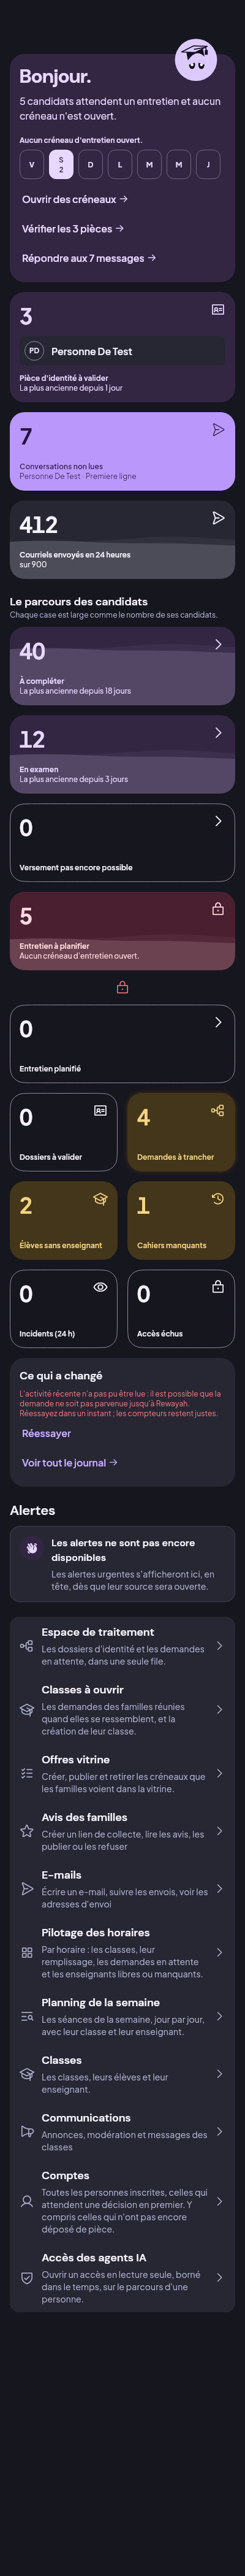 Bonjour.
5 candidats attendent un entretien et aucun
créneau n'est ouvert.
Aucun créneau d'entretien ouvert.
V
S
2
D
L
M
M
J
Ouvrir des créneaux →
Vérifier les 3 pièces →
Répondre aux 7 messages →
3
PD
Personne De Test
Pièce d'identité à valider
La plus ancienne depuis 1 jour
7
Conversations non lues
Personne De Test · Premiere ligne
412
Courriels envoyés en 24 heures
sur 900
Le parcours des candidats
Chaque case est large comme le nombre de ses candidats.
40
À compléter
La plus ancienne depuis 18 jours
12
En examen
La plus ancienne depuis 3 jours
0
Versement pas encore possible
5
Entretien à planifier
Aucun créneau d'entretien ouvert.
0
Entretien planifié
0
Dossiers à valider
4
Demandes à trancher
2
Élèves sans enseignant
1
Cahiers manquants
0
Incidents (24 h)
0
Accès échus
Ce qui a changé
L'activité récente n'a pas pu être lue : il est possible que la
demande ne soit pas parvenue jusqu'à Rewayah.
Réessayez dans un instant ; les compteurs restent justes.
Réessayer
Voir tout le journal →
Alertes
Les alertes ne sont pas encore
disponibles
Les alertes urgentes s'afficheront ici, en
tête, dès que leur source sera ouverte.
Espace de traitement
Les dossiers d'identité et les demandes
en attente, dans une seule file.
Classes à ouvrir
Les demandes des familles réunies
quand elles se ressemblent, et la
création de leur classe.
Offres vitrine
Créer, publier et retirer les créneaux que
les familles voient dans la vitrine.
Avis des familles
Créer un lien de collecte, lire les avis, les
publier ou les refuser
E-mails
Écrire un e-mail, suivre les envois, voir les
adresses d'envoi
Pilotage des horaires
Par horaire : les classes, leur
remplissage, les demandes en attente
et les enseignants libres ou manquants.
Planning de la semaine
Les séances de la semaine, jour par jour,
avec leur classe et leur enseignant.
Classes
Les classes, leurs élèves et leur
enseignant.
Communications
Annonces, modération et messages des
classes
Comptes
Toutes les personnes inscrites, celles qui
attendent une décision en premier. Y
compris celles qui n'ont pas encore
déposé de pièce.
Accès des agents IA
Ouvrir un accès en lecture seule, borné
dans le temps, sur le parcours d'une
personne.